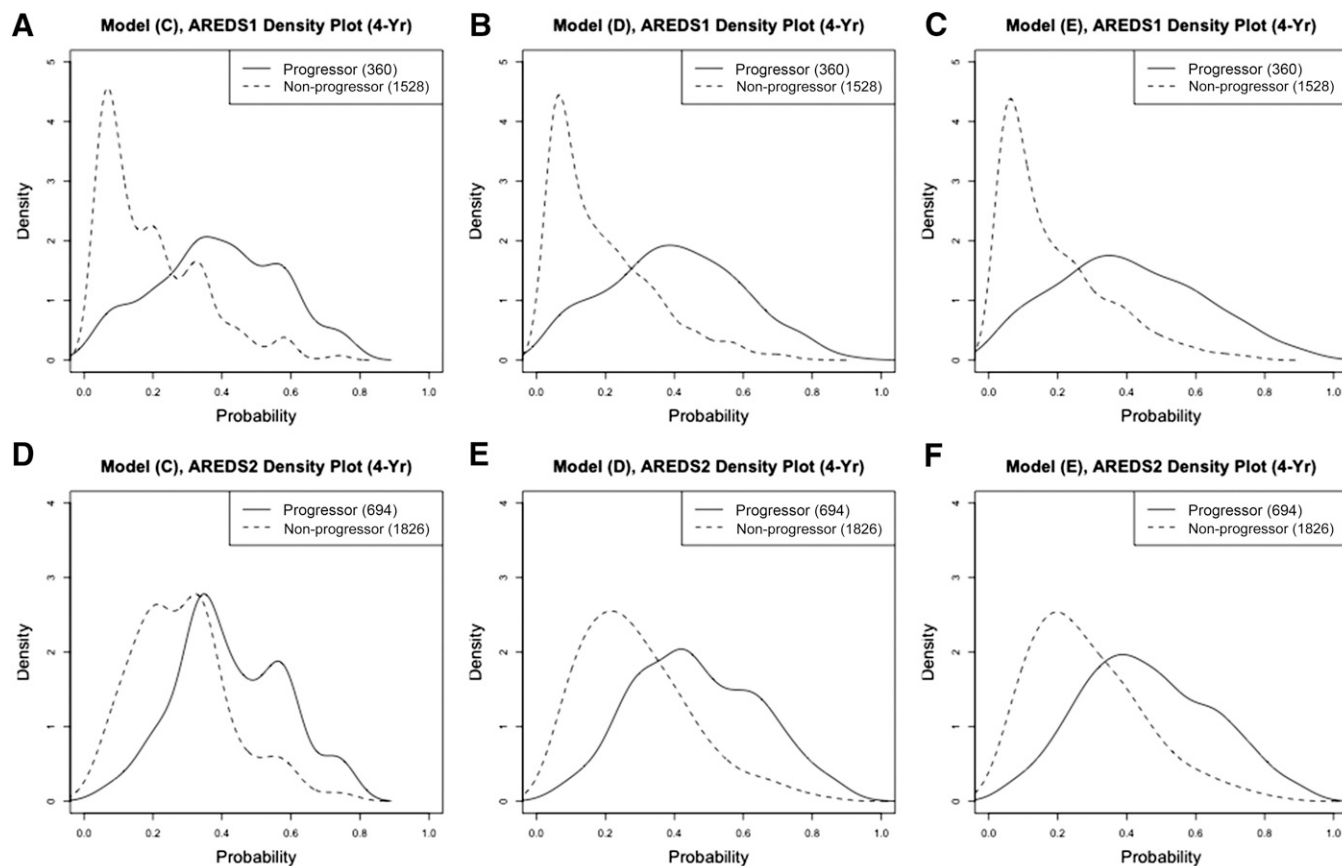 A
Model (C), AREDS1 Density Plot (4-Yr)
Progressor (360)
Non-progressor (1528)
Density
0 1 2 3 4 5
0.0 0.2 0.4 0.6 0.8 1.0
Probability
B
Model (D), AREDS1 Density Plot (4-Yr)
Progressor (360)
Non-progressor (1528)
Density
0 1 2 3 4 5
0.0 0.2 0.4 0.6 0.8 1.0
Probability
C
Model (E), AREDS1 Density Plot (4-Yr)
Progressor (360)
Non-progressor (1528)
Density
0 1 2 3 4 5
0.0 0.2 0.4 0.6 0.8 1.0
Probability
D
Model (C), AREDS2 Density Plot (4-Yr)
Progressor (694)
Non-progressor (1826)
Density
0 1 2 3 4
0.0 0.2 0.4 0.6 0.8 1.0
Probability
E
Model (D), AREDS2 Density Plot (4-Yr)
Progressor (694)
Non-progressor (1826)
Density
0 1 2 3 4
0.0 0.2 0.4 0.6 0.8 1.0
Probability
F
Model (E), AREDS2 Density Plot (4-Yr)
Progressor (694)
Non-progressor (1826)
Density
0 1 2 3 4
0.0 0.2 0.4 0.6 0.8 1.0
Probability